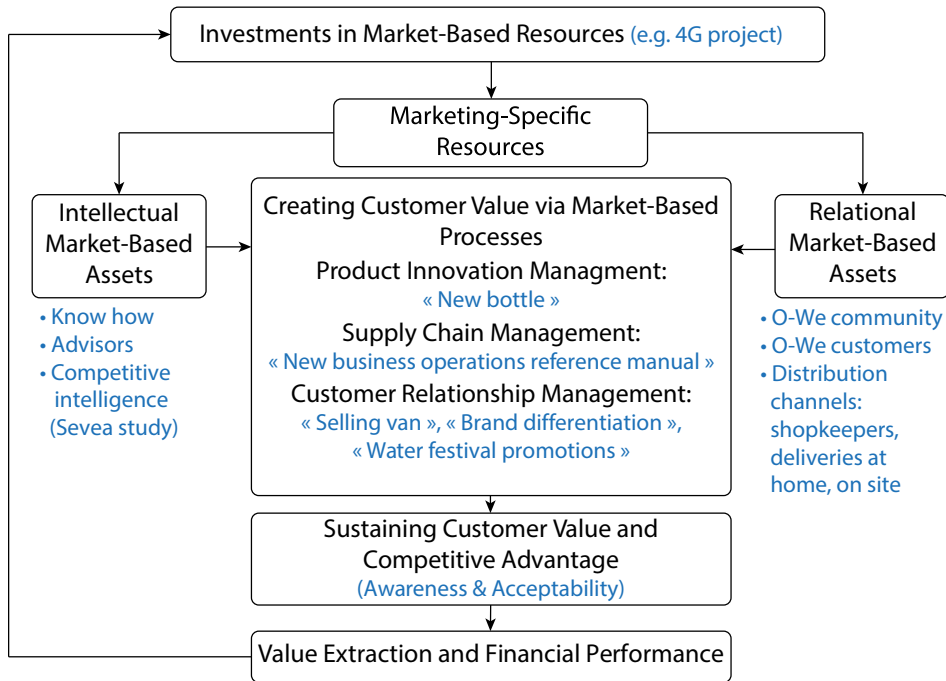 Investments in Market-Based Resources (e.g. 4G project)
Marketing-Specific
Resources
Intellectual
Market-Based
Assets
• Know how
• Advisors
• Competitive
intelligence
(Sevea study)
Creating Customer Value via Market-Based
Processes
Product Innovation Managment:
« New bottle »
Supply Chain Management:
« New business operations reference manual »
Customer Relationship Management:
« Selling van », « Brand differentiation »,
« Water festival promotions »
Relational
Market-Based
Assets
• O-We community
• O-We customers
• Distribution
channels:
shopkeepers,
deliveries at
home, on site
Sustaining Customer Value and
Competitive Advantage
(Awareness & Acceptability)
Value Extraction and Financial Performance